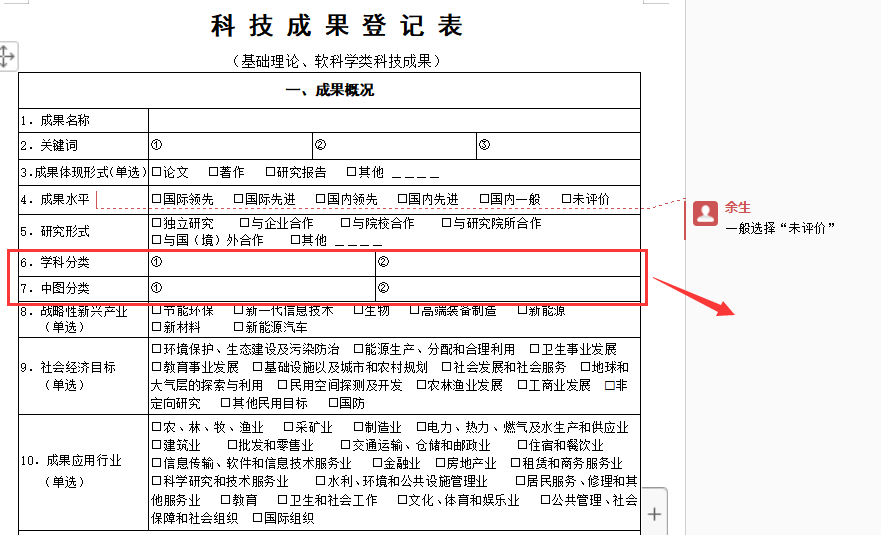 科技成果登记表
（基础理论、软科学类科技成果）
一、成果概况
1. 成果名称
2. 关键词 ① ② ③
3.成果体现形式(单选) □论文 □著作 □研究报告 □其他 ____
4. 成果水平 □国际领先 □国际先进 □国内领先 □国内先进 □国内一般 □未评价
余生
一般选择“未评价”
5. 研究形式 □独立研究 □与企业合作 □与院校合作 □与研究院所合作
□与国（境）外合作 □其他 ____
6. 学科分类 ① ②
7. 中图分类 ① ②
8. 战略性新兴产业 □节能环保 □新一代信息技术 □生物 □高端装备制造 □新能源
（单选） □新材料 □新能源汽车
9. 社会经济目标
（单选）
□环境保护、生态建设及污染防治 □能源生产、分配和合理利用 □卫生事业发展
□教育事业发展 □基础设施以及城市和农村规划 □社会发展和社会服务 □地球和
大气层的探索与利用 □民用空间探测及开发 □农林渔业发展 □工商业发展 □非
定向研究 □其他民用目标 □国防
10. 成果应用行业
（单选）
□农、林、牧、渔业 □采矿业 □制造业 □电力、热力、燃气及水生产和供应业
□建筑业 □批发和零售业 □交通运输、仓储和邮政业 □住宿和餐饮业
□信息传输、软件和信息技术服务业 □金融业 □房地产业 □租赁和商务服务业
□科学研究和技术服务业 □水利、环境和公共设施管理业 □居民服务、修理和其
他服务业 □教育 □卫生和社会工作 □文化、体育和娱乐业 □公共管理、社会
保障和社会组织 □国际组织